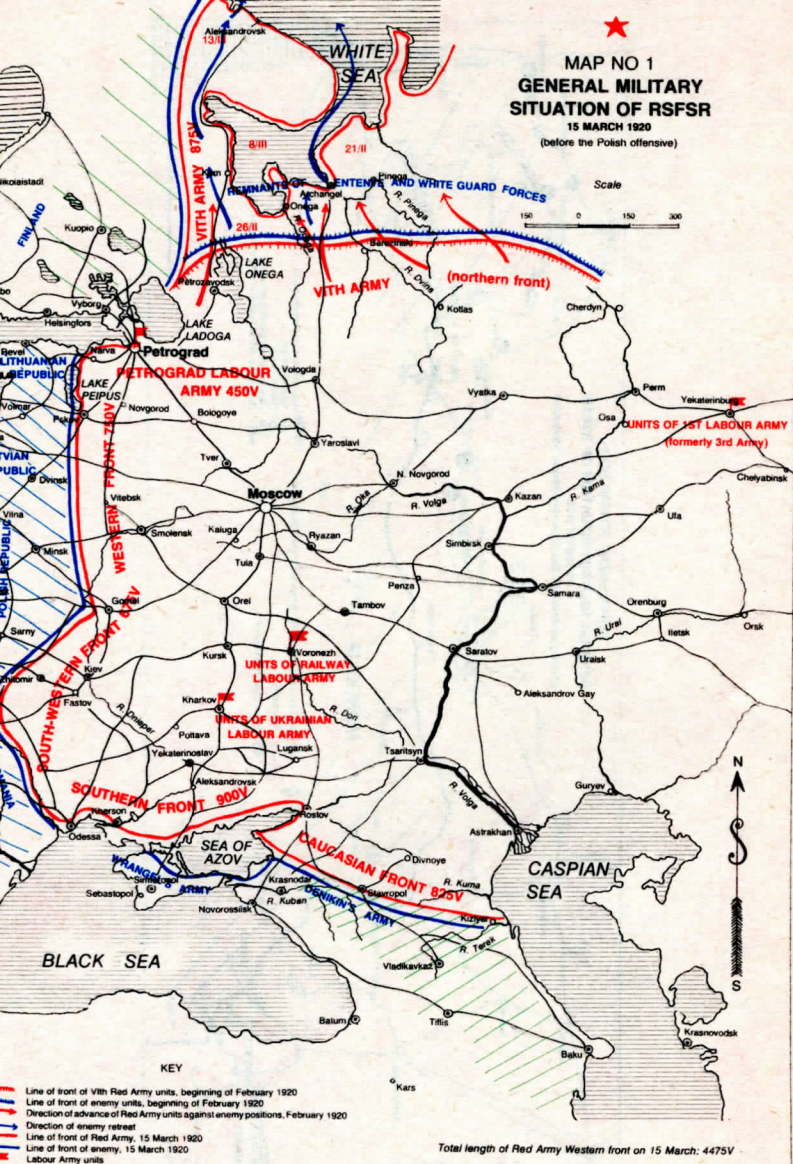 MAP NO 1
GENERAL MILITARY
SITUATION OF RSFSR
15 MARCH 1920
(before the Polish offensive)
Scale
150 0 150 300
Aleksandrovsk
WHITE
SEA
VITH ARMY 875V
8/III
21/II
Pinega
REMNANTS OF ENTENTE AND WHITE GUARD FORCES
Archangel
Onega
R. Pinega
FINLAND
Kuopio
26/II
LAKE
ONEGA
VITH ARMY
(northern front)
R. Dvina
Petrozavodsk
Kotlas
Cherdyn
Vyborg
Helsingfors
LAKE
LADOGA
Revel
Narva
Petrograd
LITHUANIAN
REPUBLIC
PETROGRAD LABOUR
ARMY 450V
LAKE
PEIPUS
Vologda
Vyatka
Perm
Yekaterinburg
Volmar
Pskov
Novgorod
Bologoye
Osa
UNITS OF 1ST LABOUR ARMY
(formerly 3rd Army)
Yaroslavl
TVIAN
PUBLIC
Tver
N. Novgorod
Chelyabinsk
Dvinsk
WESTERN FRONT 750V
Moscow
R. Oka
R. Volga
Kazan
R. Kama
Vitebsk
Vilna
Smolensk
Kaluga
Ryazan
Ufa
Minsk
Tula
Simbirsk
POLISH REPUBLIC
Penza
Samara
Gomel
Orel
Tambov
Orenburg
Orsk
Sarny
SOUTH-WESTERN FRONT
R. Ural
Iletsk
Kursk
Voronezh
Saratov
Uralsk
UNITS OF RAILWAY
LABOUR ARMY
Zhitomir
Kiev
Fastov
Aleksandrov Gay
Kharkov
R. Dnieper
R. Don
UNITS OF UKRAINIAN
LABOUR ARMY
Poltava
Yekaterinoslav
Lugansk
Tsaritsyn
MANIA
Aleksandrovsk
Guryev
SOUTHERN FRONT 900V
R. Volga
Kherson
Rostov
N
Odessa
Astrakhan
SEA OF
AZOV
CAUCASIAN FRONT 825V
WRANGEL'S ARMY
Divnoye
CASPIAN
SEA
Simferopol
Sebastopol
Krasnodar
R. Kuma
Stavropol
R. Kuban
DENIKIN'S ARMY
Novorossisk
Kizlyar
R. Terek
BLACK SEA
Vladikavkaz
S
Batum
Tiflis
Krasnovodsk
Baku
KEY
Kars
Line of front of VIth Red Army units, beginning of February 1920
Line of front of enemy units, beginning of February 1920
Direction of advance of Red Army units against enemy positions, February 1920
Direction of enemy retreat
Line of front of Red Army, 15 March 1920
Line of front of enemy, 15 March 1920
Labour Army units
Total length of Red Army Western front on 15 March: 4475V